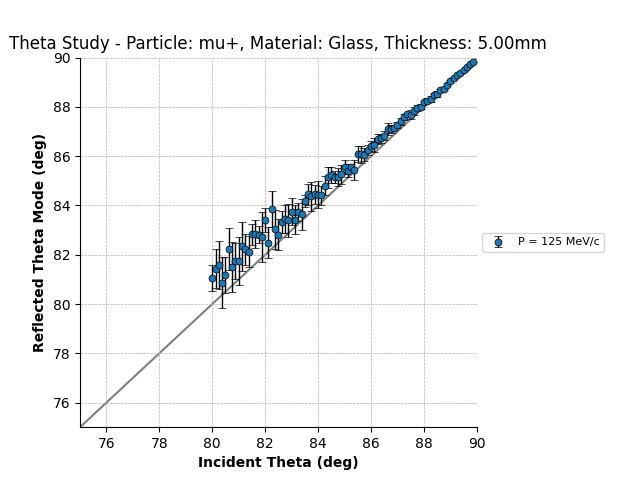 Theta Study - Particle: mu+, Material: Glass, Thickness: 5.00mm
90
88
86
84
82
80
78
76
Reflected Theta Mode (deg)
P = 125 MeV/c
76 78 80 82 84 86 88 90
Incident Theta (deg)